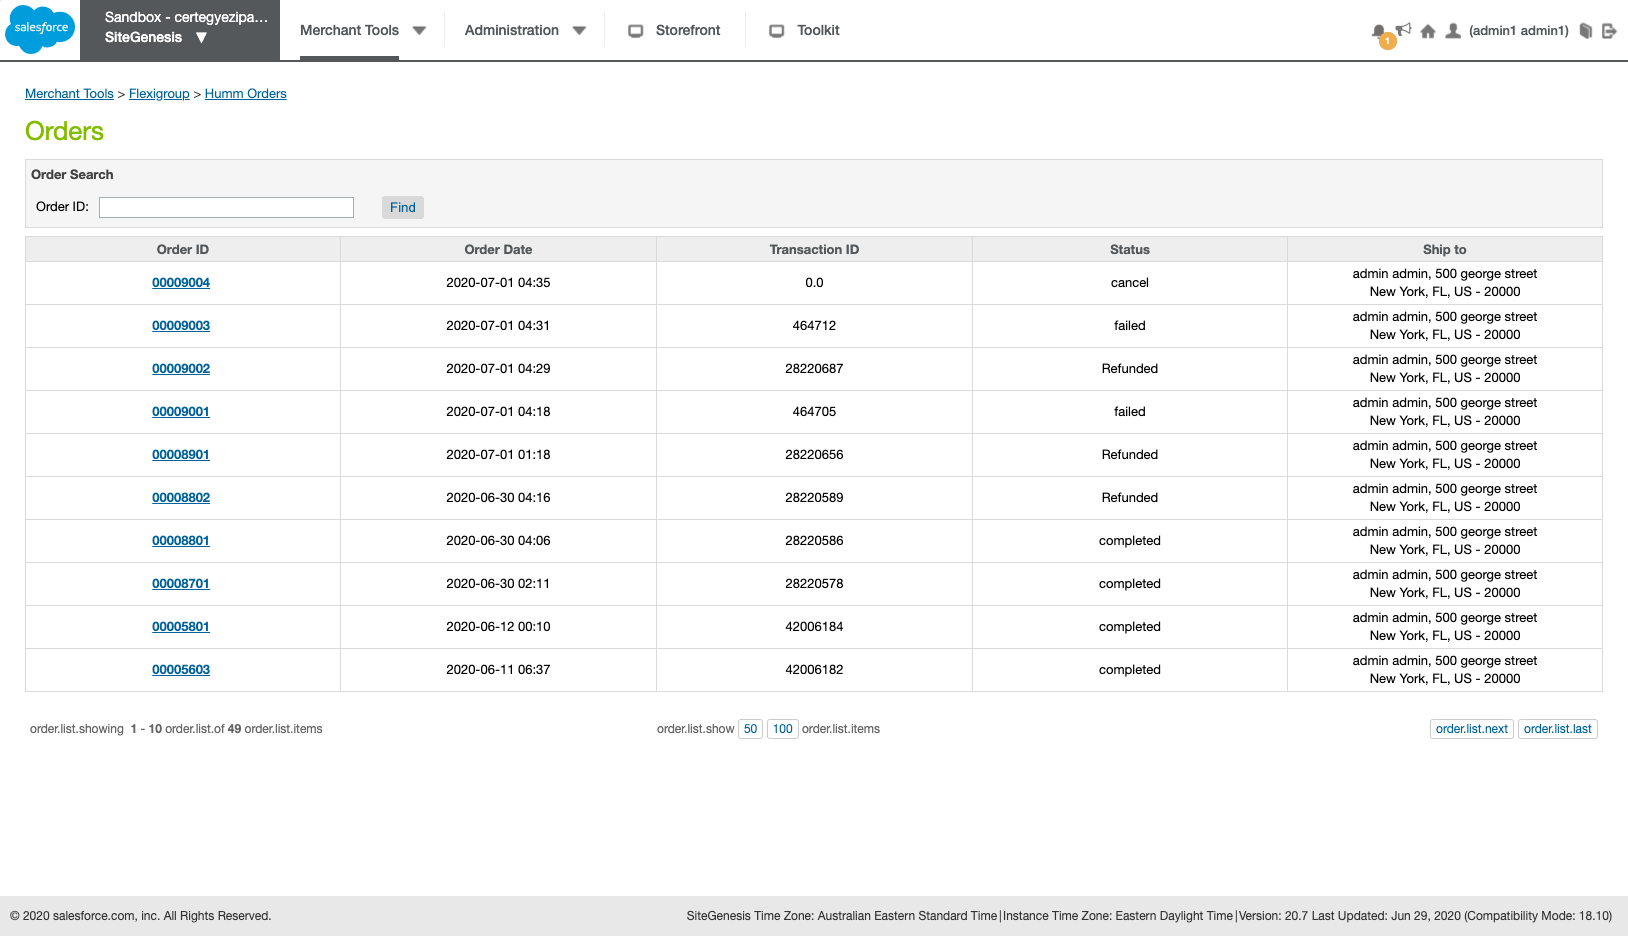 salesforce
Sandbox - certegyezipa...
SiteGenesis ▼
Merchant Tools
Administration
Storefront
Toolkit
1
(admin1 admin1)
Merchant Tools > Flexigroup > Humm Orders
Orders
Order Search
Order ID:
Find
Order ID Order Date Transaction ID Status Ship to
00009004 2020-07-01 04:35 0.0 cancel admin admin, 500 george street
New York, FL, US - 20000
00009003 2020-07-01 04:31 464712 failed admin admin, 500 george street
New York, FL, US - 20000
00009002 2020-07-01 04:29 28220687 Refunded admin admin, 500 george street
New York, FL, US - 20000
00009001 2020-07-01 04:18 464705 failed admin admin, 500 george street
New York, FL, US - 20000
00008901 2020-07-01 01:18 28220656 Refunded admin admin, 500 george street
New York, FL, US - 20000
00008802 2020-06-30 04:16 28220589 Refunded admin admin, 500 george street
New York, FL, US - 20000
00008801 2020-06-30 04:06 28220586 completed admin admin, 500 george street
New York, FL, US - 20000
00008701 2020-06-30 02:11 28220578 completed admin admin, 500 george street
New York, FL, US - 20000
00005801 2020-06-12 00:10 42006184 completed admin admin, 500 george street
New York, FL, US - 20000
00005603 2020-06-11 06:37 42006182 completed admin admin, 500 george street
New York, FL, US - 20000
order.list.showing 1 - 10 order.list.of 49 order.list.items
order.list.show 50 100 order.list.items
order.list.next order.list.last
© 2020 salesforce.com, inc. All Rights Reserved.
SiteGenesis Time Zone: Australian Eastern Standard Time|Instance Time Zone: Eastern Daylight Time|Version: 20.7 Last Updated: Jun 29, 2020 (Compatibility Mode: 18.10)